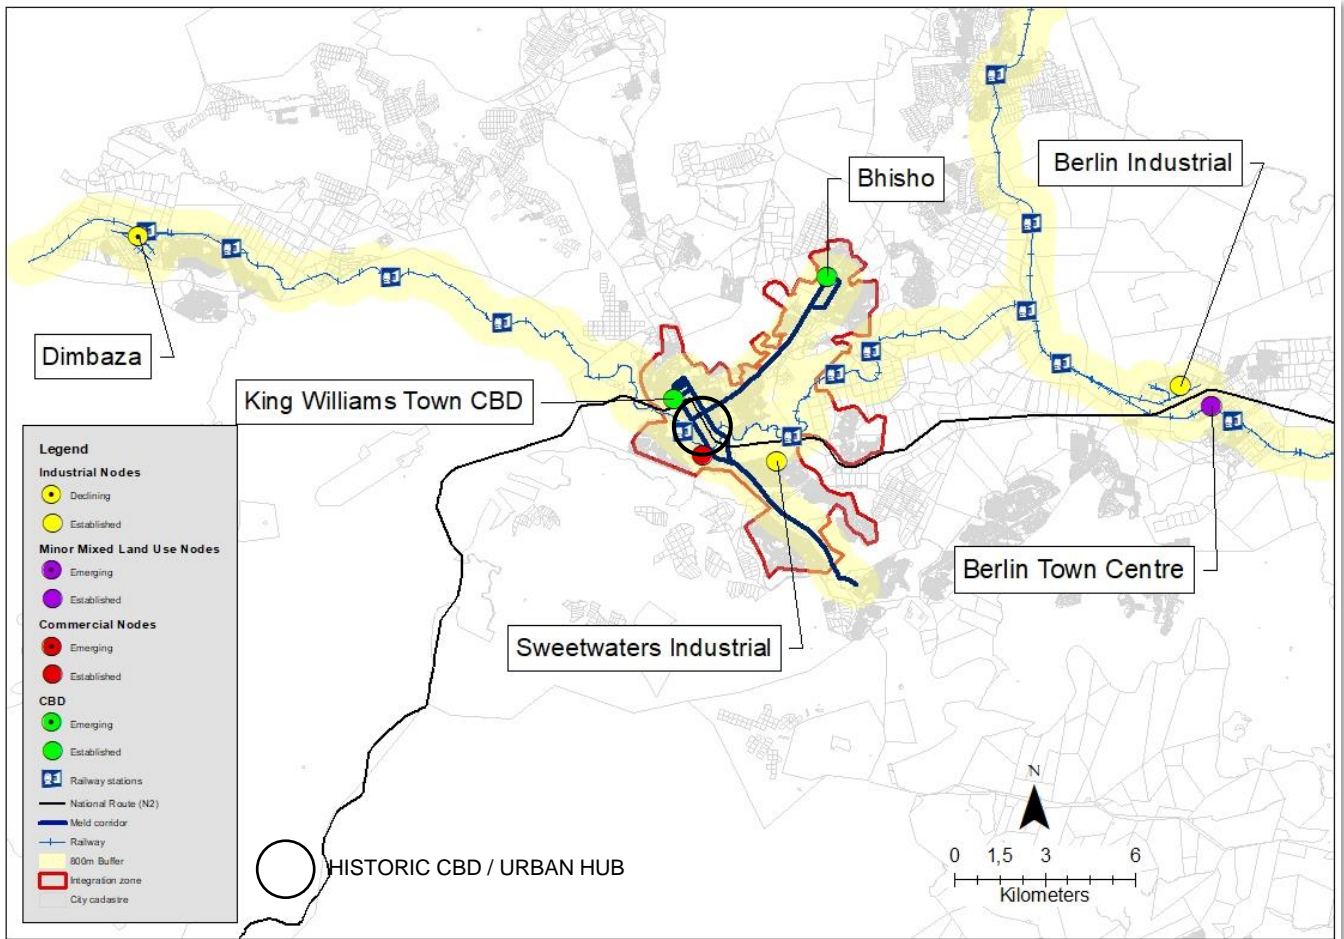 Berlin Industrial
Bhisho
Dimbaza
King Williams Town CBD
Berlin Town Centre
Sweetwaters Industrial
Legend
Industrial Nodes
Declining
Established
Minor Mixed Land Use Nodes
Emerging
Established
Commercial Nodes
Emerging
Established
CBD
Emerging
Established
Railway stations
National Route (N2)
Meld corridor
Railway
800m Buffer
Integration zone
City cadastre
HISTORIC CBD / URBAN HUB
N
0 1,5 3 6
Kilometers